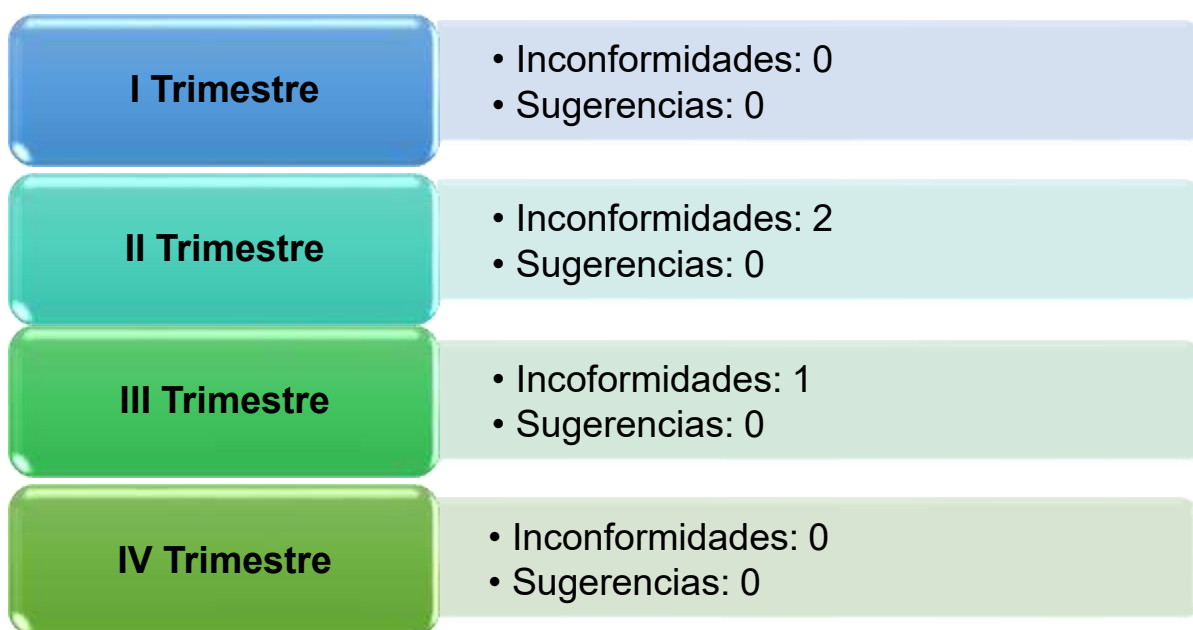 I Trimestre
• Inconformidades: 0
• Sugerencias: 0
II Trimestre
• Inconformidades: 2
• Sugerencias: 0
III Trimestre
• Incoformidades: 1
• Sugerencias: 0
IV Trimestre
• Inconformidades: 0
• Sugerencias: 0